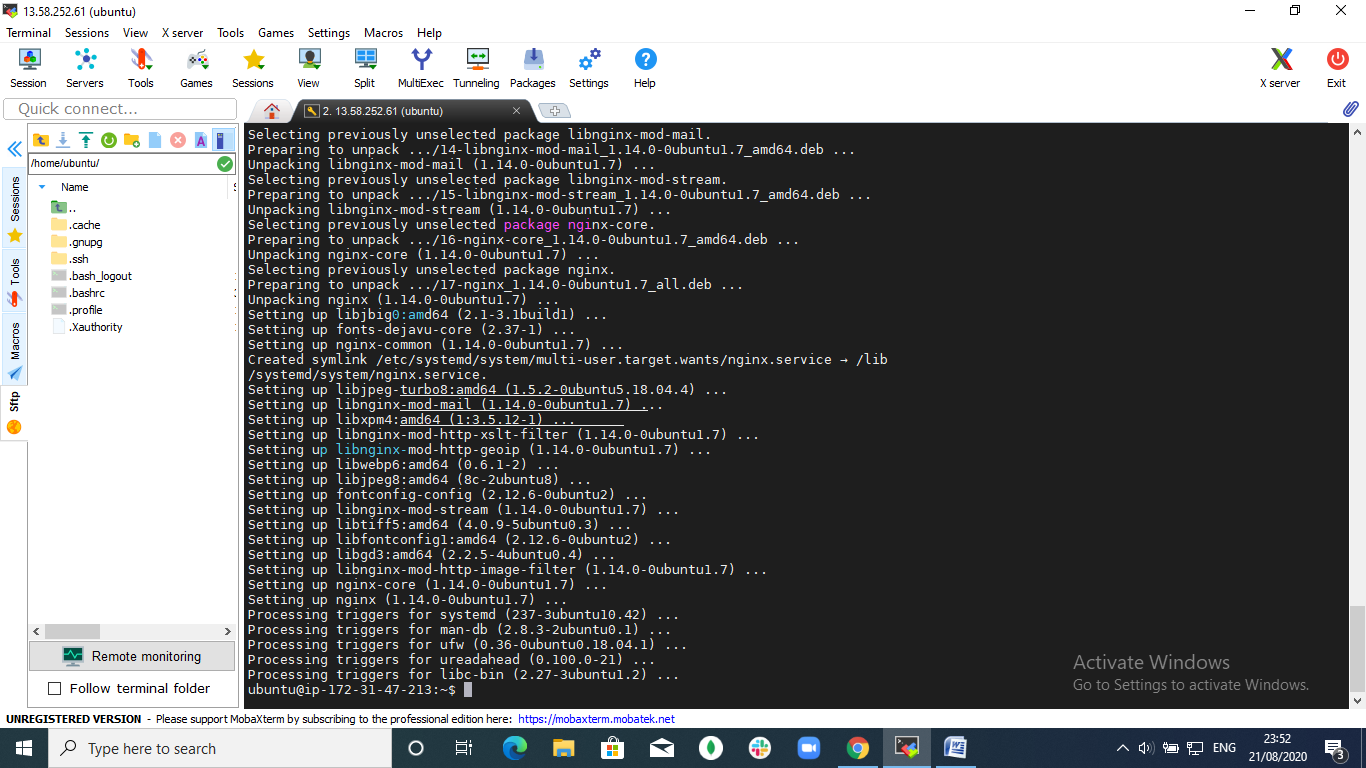 13.58.252.61 (ubuntu)
Terminal Sessions View X server Tools Games Settings Macros Help
Session Servers Tools Games Sessions View Split MultiExec Tunneling Packages Settings Help X server Exit
Quick connect...
2. 13.58.252.61 (ubuntu)
/home/ubuntu/
Name
..
.cache
.gnupg
.ssh
.bash_logout
.bashrc
.profile
.Xauthority
Sessions
Tools
Macros
Sftp
Remote monitoring
Follow terminal folder
Selecting previously unselected package libnginx-mod-mail.
Preparing to unpack .../14-libnginx-mod-mail_1.14.0-0ubuntu1.7_amd64.deb ...
Unpacking libnginx-mod-mail (1.14.0-0ubuntu1.7) ...
Selecting previously unselected package libnginx-mod-stream.
Preparing to unpack .../15-libnginx-mod-stream_1.14.0-0ubuntu1.7_amd64.deb ...
Unpacking libnginx-mod-stream (1.14.0-0ubuntu1.7) ...
Selecting previously unselected package nginx-core.
Preparing to unpack .../16-nginx-core_1.14.0-0ubuntu1.7_amd64.deb ...
Unpacking nginx-core (1.14.0-0ubuntu1.7) ...
Selecting previously unselected package nginx.
Preparing to unpack .../17-nginx_1.14.0-0ubuntu1.7_all.deb ...
Unpacking nginx (1.14.0-0ubuntu1.7) ...
Setting up libjbig0:amd64 (2.1-3.1build1) ...
Setting up fonts-dejavu-core (2.37-1) ...
Setting up nginx-common (1.14.0-0ubuntu1.7) ...
Created symlink /etc/systemd/system/multi-user.target.wants/nginx.service → /lib
/systemd/system/nginx.service.
Setting up libjpeg-turbo8:amd64 (1.5.2-0ubuntu5.18.04.4) ...
Setting up libnginx-mod-mail (1.14.0-0ubuntu1.7) ...
Setting up libxpm4:amd64 (1:3.5.12-1) ...
Setting up libnginx-mod-http-xslt-filter (1.14.0-0ubuntu1.7) ...
Setting up libnginx-mod-http-geoip (1.14.0-0ubuntu1.7) ...
Setting up libwebp6:amd64 (0.6.1-2) ...
Setting up libjpeg8:amd64 (8c-2ubuntu8) ...
Setting up fontconfig-config (2.12.6-0ubuntu2) ...
Setting up libnginx-mod-stream (1.14.0-0ubuntu1.7) ...
Setting up libtiff5:amd64 (4.0.9-5ubuntu0.3) ...
Setting up libfontconfig1:amd64 (2.12.6-0ubuntu2) ...
Setting up libgd3:amd64 (2.2.5-4ubuntu0.4) ...
Setting up libnginx-mod-http-image-filter (1.14.0-0ubuntu1.7) ...
Setting up nginx-core (1.14.0-0ubuntu1.7) ...
Setting up nginx (1.14.0-0ubuntu1.7) ...
Processing triggers for systemd (237-3ubuntu10.42) ...
Processing triggers for man-db (2.8.3-2ubuntu0.1) ...
Processing triggers for ufw (0.36-0ubuntu0.18.04.1) ...
Processing triggers for ureadahead (0.100.0-21) ...
Processing triggers for libc-bin (2.27-3ubuntu1.2) ...
ubuntu@ip-172-31-47-213:~$
Activate Windows
Go to Settings to activate Windows.
UNREGISTERED VERSION - Please support MobaXterm by subscribing to the professional edition here: https://mobaxterm.mobatek.net
Type here to search
ENG
23:52
21/08/2020
3